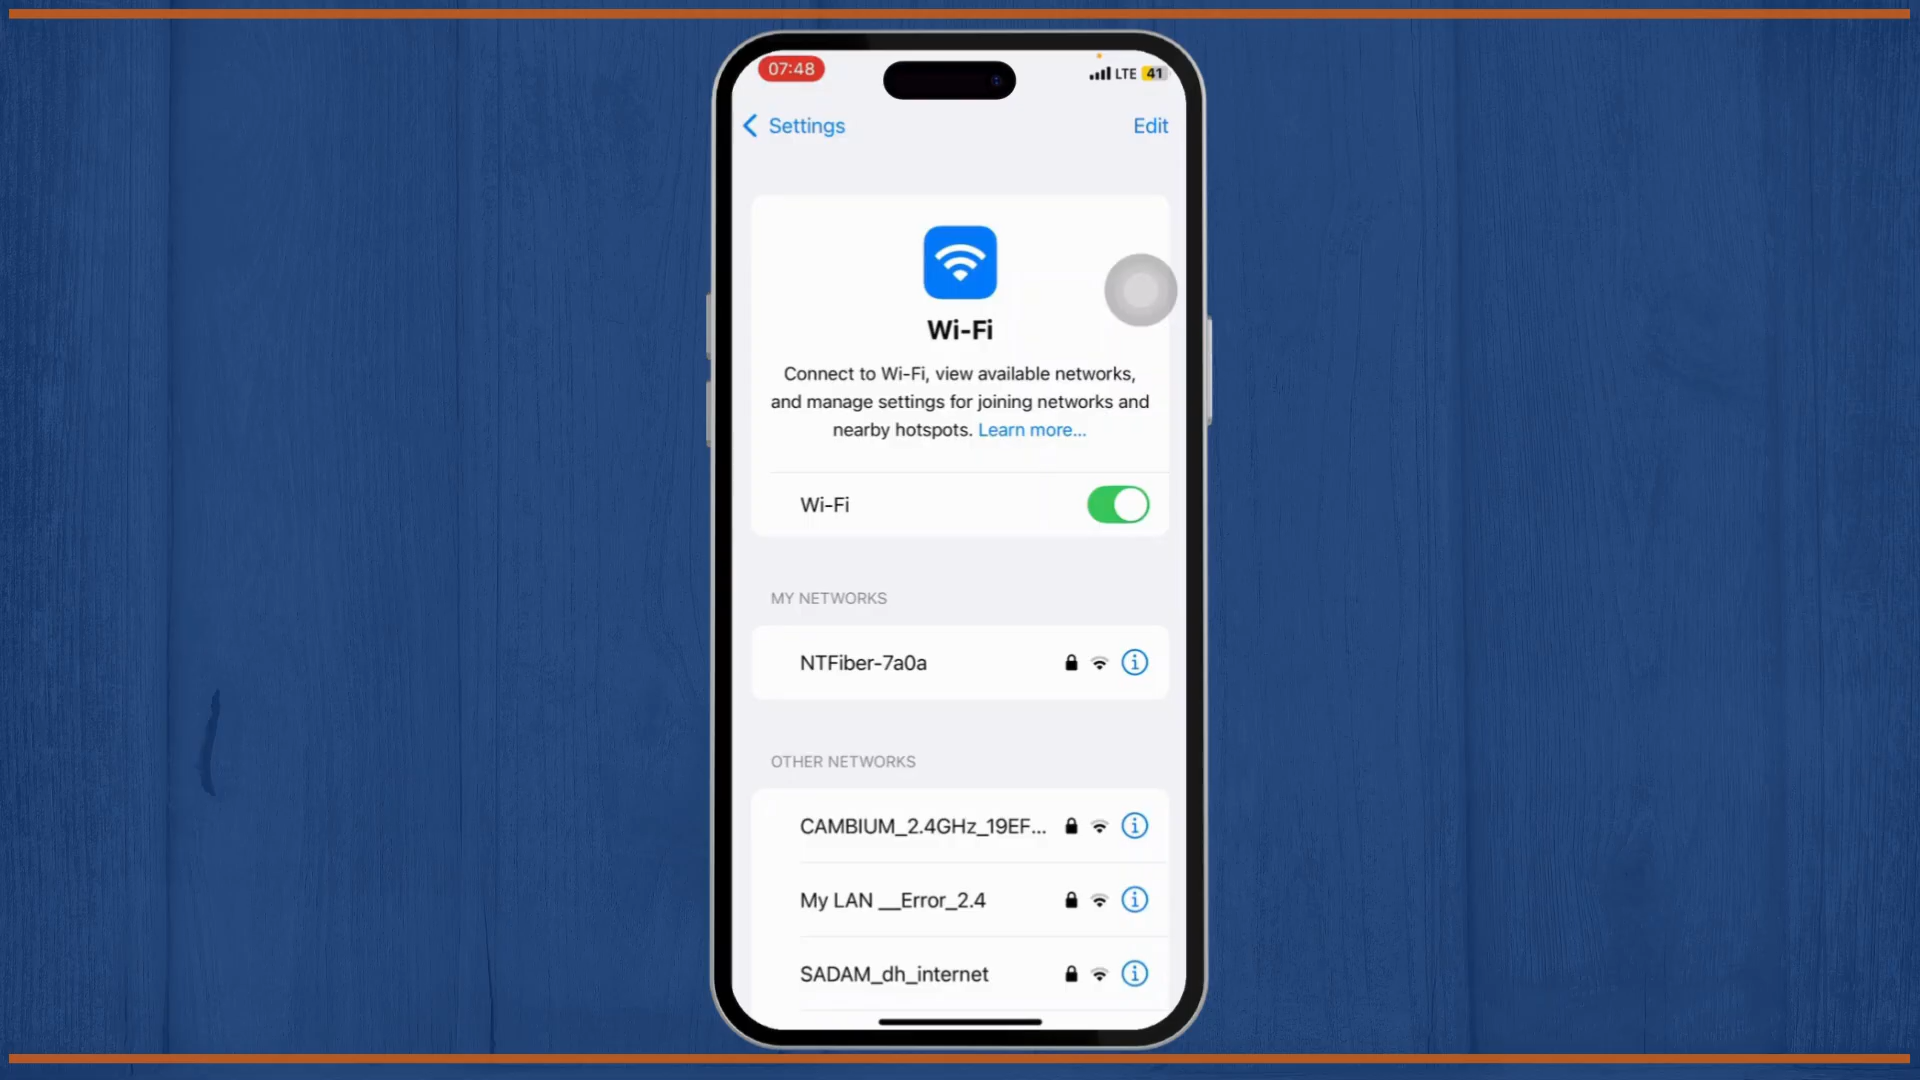 07:48
LTE 41
Settings
Edit
Wi-Fi
Connect to Wi-Fi, view available networks,
and manage settings for joining networks and
nearby hotspots. Learn more...
Wi-Fi
MY NETWORKS
NTFiber-7a0a
OTHER NETWORKS
CAMBIUM_2.4GHz_19EF...
My LAN __Error_2.4
SADAM_dh_internet